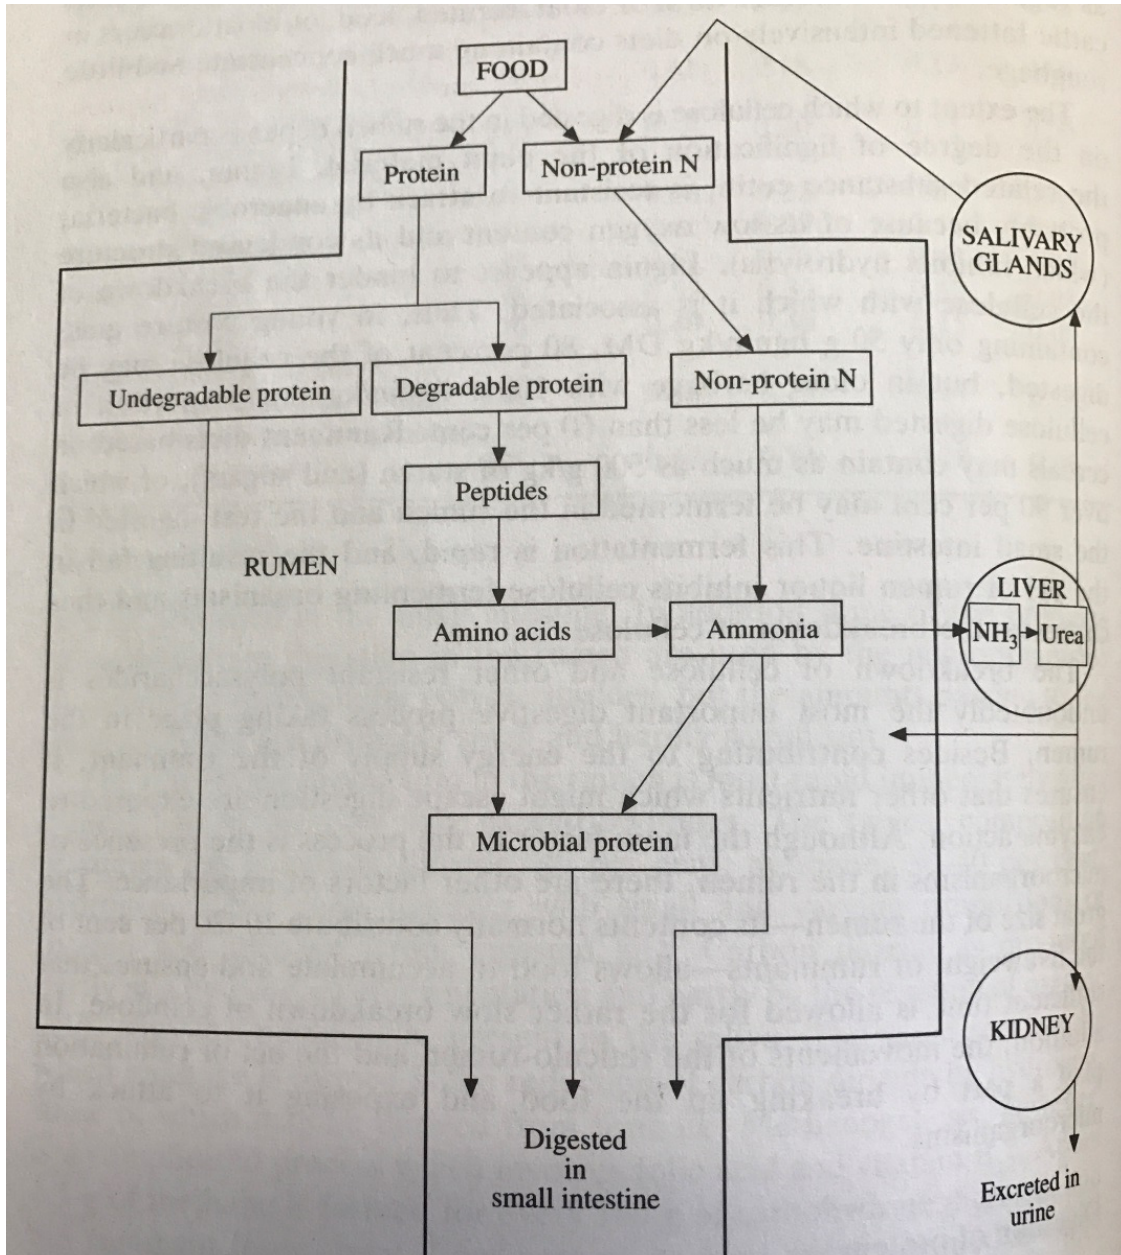 FOOD
Protein
Non-protein N
SALIVARY
GLANDS
Undegradable protein
Degradable protein
Non-protein N
Peptides
RUMEN
LIVER
Amino acids
Ammonia
NH₃
Urea
Microbial protein
KIDNEY
Digested
in
small intestine
Excreted in
urine